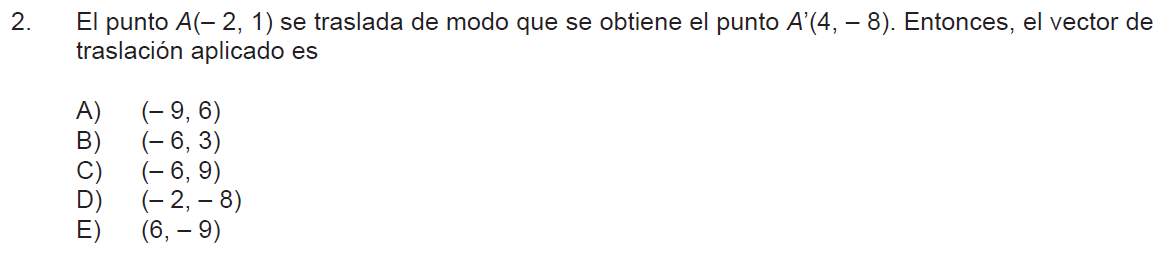 2. El punto A(– 2, 1) se traslada de modo que se obtiene el punto A’(4, – 8). Entonces, el vector de
traslación aplicado es
A) (– 9, 6)
B) (– 6, 3)
C) (– 6, 9)
D) (– 2, – 8)
E) (6, – 9)